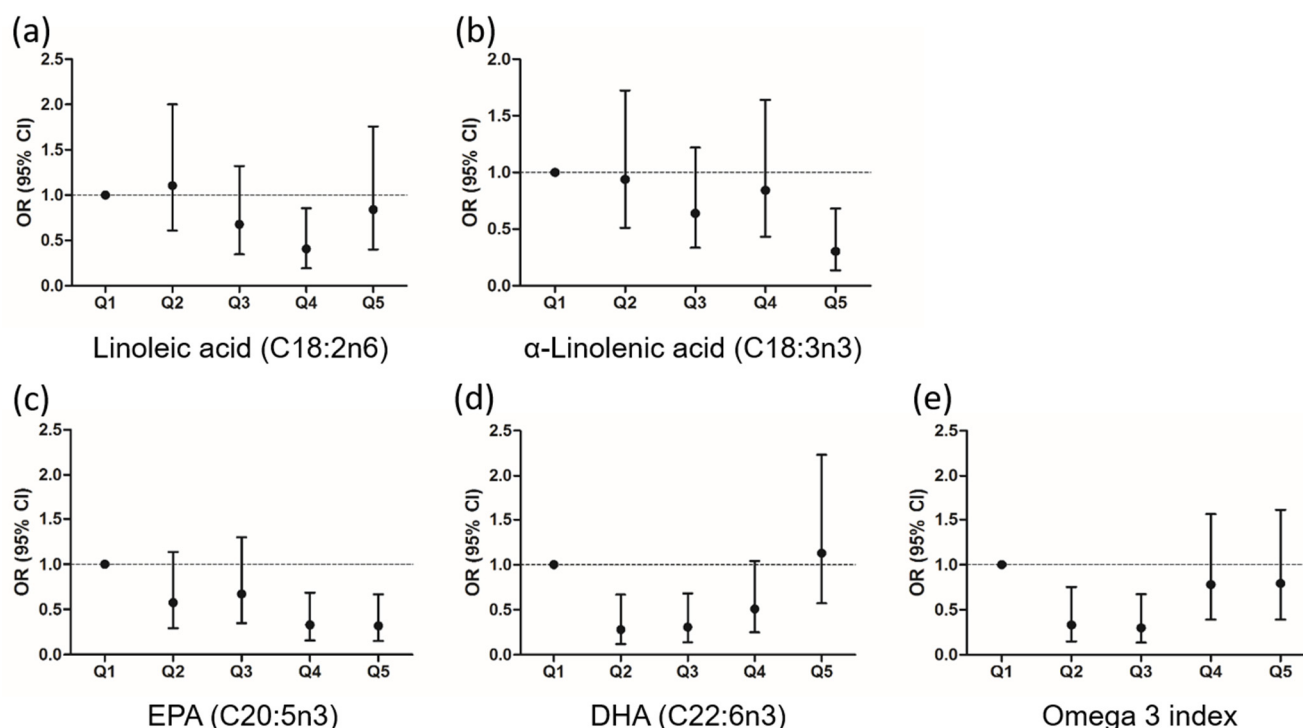 (a)
2.5
2.0
1.5
1.0
0.5
0.0
OR (95% CI)
Q1 Q2 Q3 Q4 Q5
Linoleic acid (C18:2n6)
(b)
2.0
1.5
1.0
0.5
0.0
OR (95% CI)
Q1 Q2 Q3 Q4 Q5
α-Linolenic acid (C18:3n3)
(c)
2.5
2.0
1.5
1.0
0.5
0.0
OR (95% CI)
Q1 Q2 Q3 Q4 Q5
EPA (C20:5n3)
(d)
2.5
2.0
1.5
1.0
0.5
0.0
OR (95% CI)
Q1 Q2 Q3 Q4 Q5
DHA (C22:6n3)
(e)
2.5
2.0
1.5
1.0
0.5
0.0
OR (95% CI)
Q1 Q2 Q3 Q4 Q5
Omega 3 index